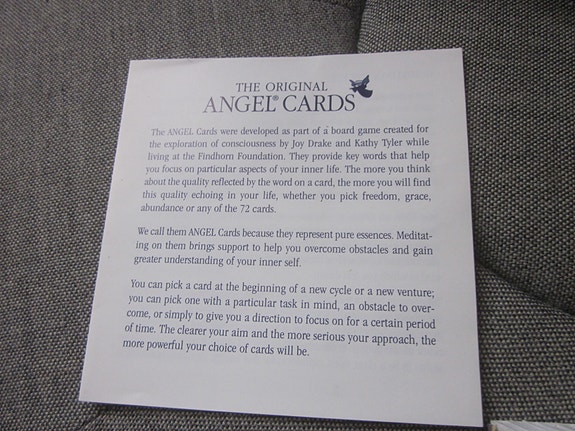 THE ORIGINAL
ANGEL® CARDS
The ANGEL Cards were developed as part of a board game created for
the exploration of consciousness by Joy Drake and Kathy Tyler while
living at the Findhorn Foundation. They provide key words that help
you focus on particular aspects of your inner life. The more you think
about the quality reflected by the word on a card, the more you will find
this quality echoing in your life, whether you pick freedom, grace,
abundance or any of the 72 cards.
We call them ANGEL Cards because they represent pure essences. Meditat-
ing on them brings support to help you overcome obstacles and gain
greater understanding of your inner self.
You can pick a card at the beginning of a new cycle or a new venture;
you can pick one with a particular task in mind, an obstacle to over-
come, or simply to give you a direction to focus on for a certain period
of time. The clearer your aim and the more serious your approach, the
more powerful your choice of cards will be.